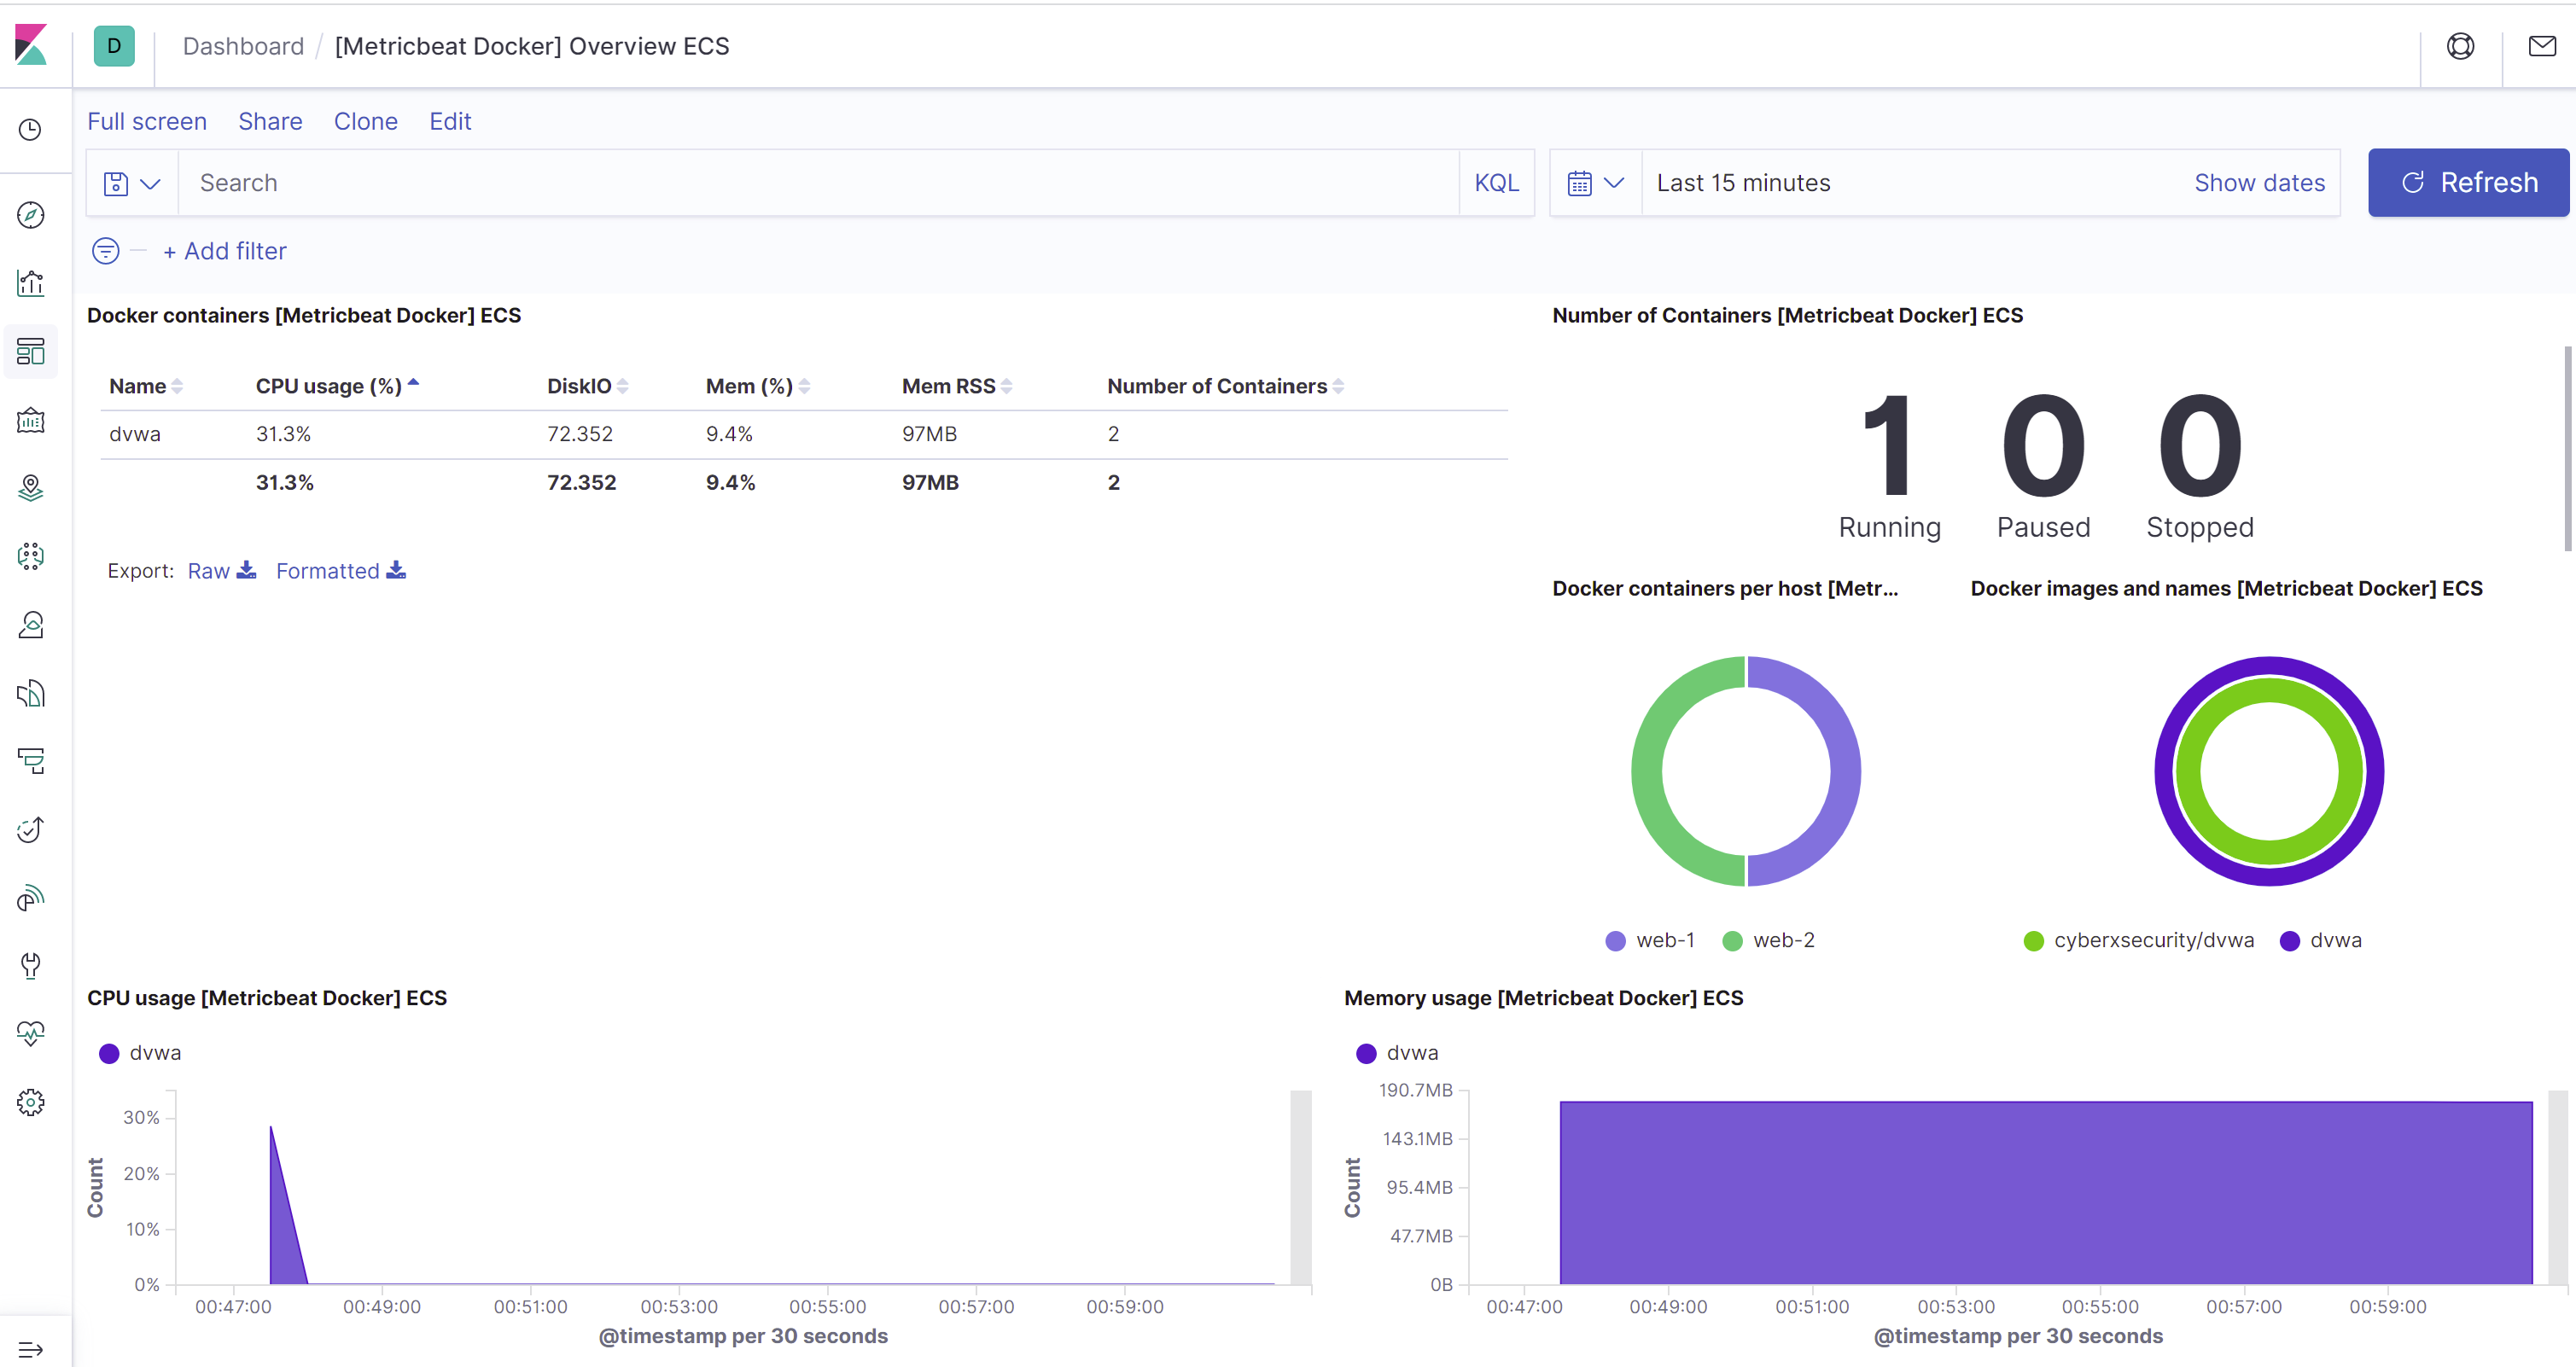 D Dashboard / [Metricbeat Docker] Overview ECS
Full screen Share Clone Edit
Search KQL Last 15 minutes Show dates Refresh
+ Add filter
Docker containers [Metricbeat Docker] ECS
Name CPU usage (%) DiskIO Mem (%) Mem RSS Number of Containers
dvwa 31.3% 72.352 9.4% 97MB 2
31.3% 72.352 9.4% 97MB 2
Export: Raw Formatted
Number of Containers [Metricbeat Docker] ECS
1 0 0
Running Paused Stopped
Docker containers per host [Metr...
web-1 web-2
Docker images and names [Metricbeat Docker] ECS
cyberxsecurity/dvwa dvwa
CPU usage [Metricbeat Docker] ECS
dvwa
Count
30%
20%
10%
0%
00:47:00 00:49:00 00:51:00 00:53:00 00:55:00 00:57:00 00:59:00
@timestamp per 30 seconds
Memory usage [Metricbeat Docker] ECS
dvwa
Count
190.7MB
143.1MB
95.4MB
47.7MB
0B
00:47:00 00:49:00 00:51:00 00:53:00 00:55:00 00:57:00 00:59:00
@timestamp per 30 seconds